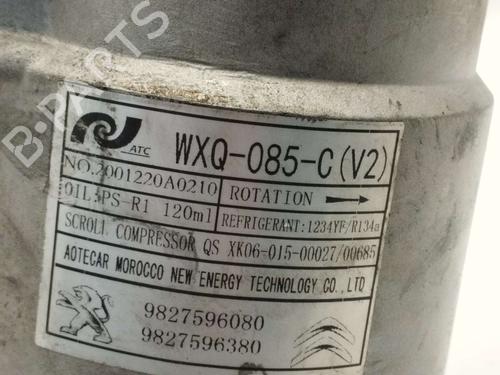 B-PARTS
ATC
WXQ-085-C(V2)
NO.2001220A0210
ROTATION
OIL:PS-R1 120ml
REFRIGERANT:1234YF/R134a
SCROLL COMPRESSOR QS XK06-015-00027/00685
AOTECAR MOROCCO NEW ENERGY TECHNOLOGY CO.,LTD
9827596080
9827596380